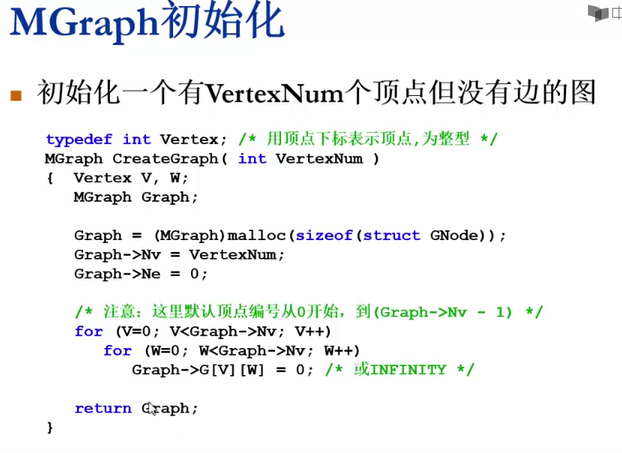 MGraph初始化
初始化一个有VertexNum个顶点但没有边的图
typedef int Vertex; /* 用顶点下标表示顶点,为整型 */
MGraph CreateGraph( int VertexNum )
{  Vertex V, W;
   MGraph Graph;
   Graph = (MGraph)malloc(sizeof(struct GNode));
   Graph->Nv = VertexNum;
   Graph->Ne = 0;
   /* 注意：这里默认顶点编号从0开始，到(Graph->Nv - 1) */
   for (V=0; V<Graph->Nv; V++)
      for (W=0; W<Graph->Nv; W++)
         Graph->G[V][W] = 0; /* 或INFINITY */
   return Graph;
}